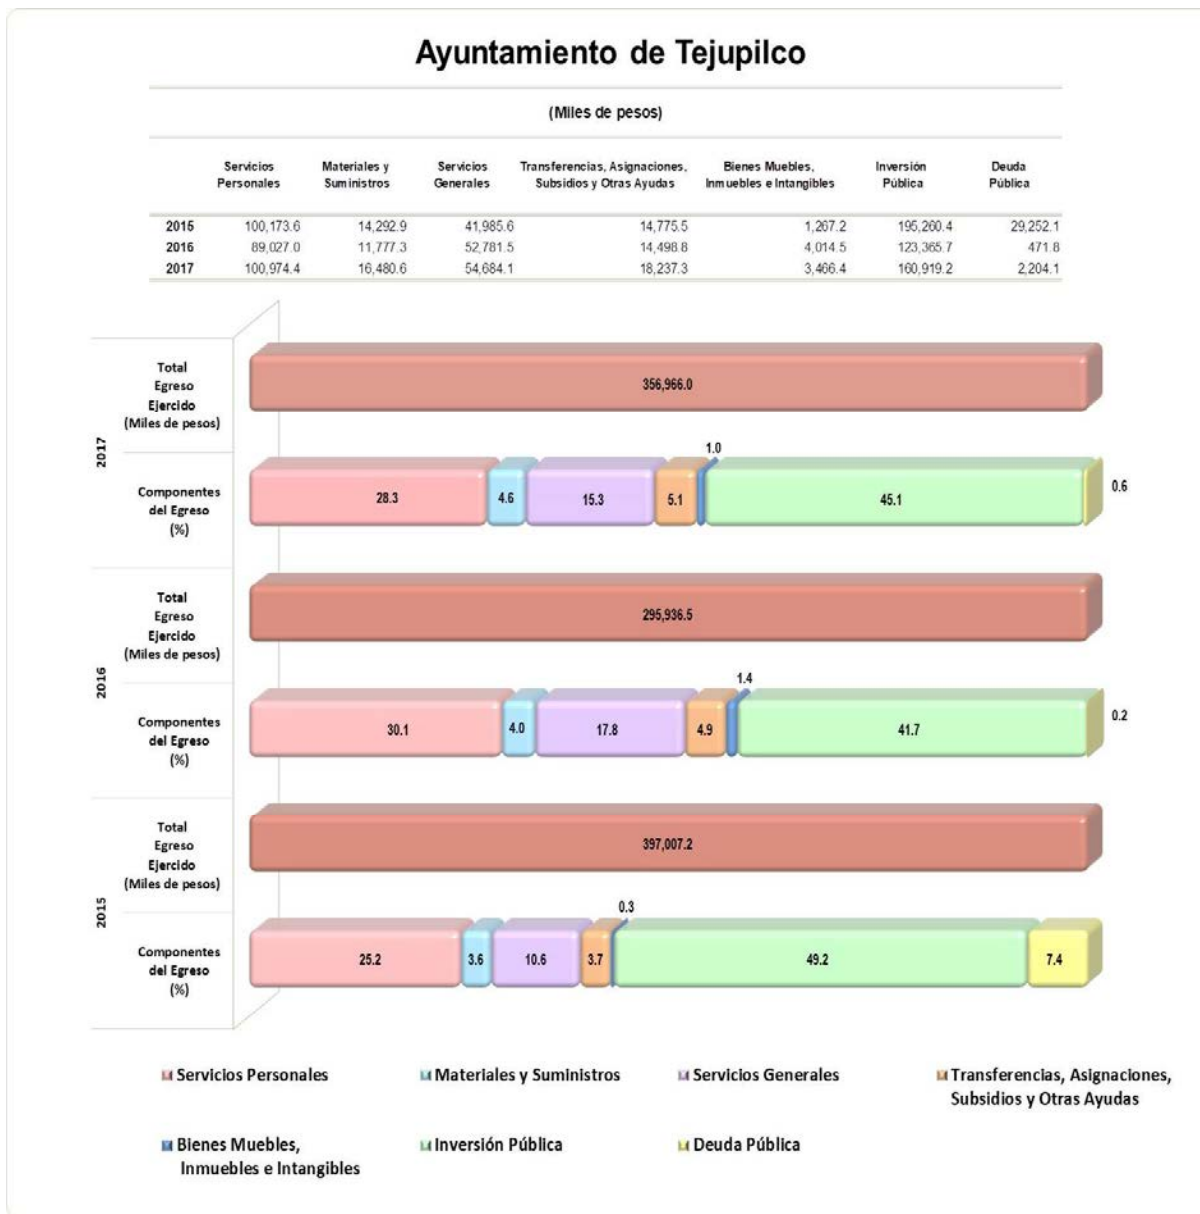 Ayuntamiento de Tejupilco
(Miles de pesos)
Servicios Personales Materiales y Suministros Servicios Generales Transferencias, Asignaciones, Subsidios y Otras Ayudas Bienes Muebles, Inmuebles e Intangibles Inversión Pública Deuda Pública
2015 100,173.6 14,292.9 41,985.6 14,775.5 1,267.2 195,260.4 29,252.1
2016 89,027.0 11,777.3 52,781.5 14,498.8 4,014.5 123,365.7 471.8
2017 100,974.4 16,480.6 54,684.1 18,237.3 3,466.4 160,919.2 2,204.1
2017
Total
Egreso
Ejercido
(Miles de pesos)
356,966.0
Componentes
del Egreso
(%)
28.3 4.6 15.3 5.1 1.0 45.1 0.6
2016
Total
Egreso
Ejercido
(Miles de pesos)
295,936.5
Componentes
del Egreso
(%)
30.1 4.0 17.8 4.9 1.4 41.7 0.2
2015
Total
Egreso
Ejercido
(Miles de pesos)
397,007.2
Componentes
del Egreso
(%)
25.2 3.6 10.6 3.7 0.3 49.2 7.4
Servicios Personales
Materiales y Suministros
Servicios Generales
Transferencias, Asignaciones,
Subsidios y Otras Ayudas
Bienes Muebles,
Inmuebles e Intangibles
Inversión Pública
Deuda Pública